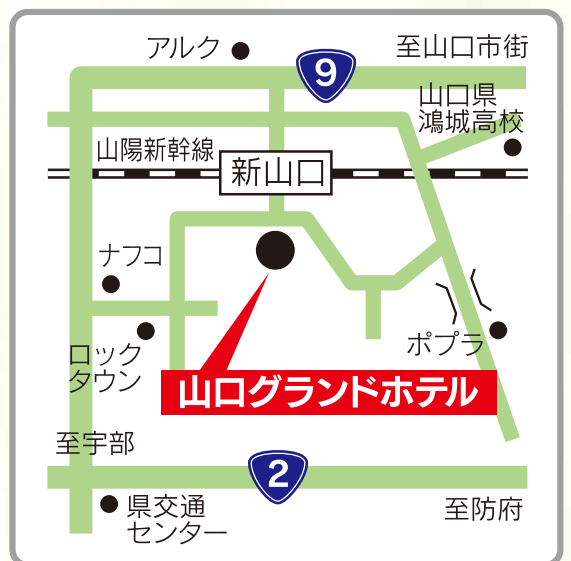 アルク
9
至山口市街
山口県
鴻城高校
山陽新幹線
新山口
ナフコ
ロック
タウン
ポプラ
山口グランドホテル
至宇部
2
県交通
センター
至防府